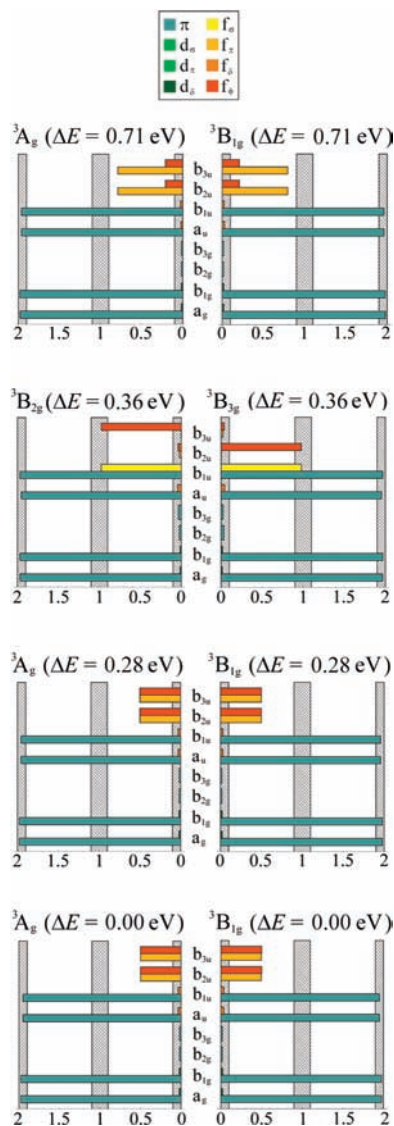 π f_σ
d_σ f_π
d_π f_δ
d_δ f_ϕ
³A_g (ΔE = 0.71 eV) ³B_1g (ΔE = 0.71 eV)
b_3u
b_2u
b_1u
a_u
b_3g
b_2g
b_1g
a_g
2 1.5 1 0.5 0 0 0.5 1 1.5 2
³B_2g (ΔE = 0.36 eV) ³B_3g (ΔE = 0.36 eV)
b_3u
b_2u
b_1u
a_u
b_3g
b_2g
b_1g
a_g
2 1.5 1 0.5 0 0 0.5 1 1.5 2
³A_g (ΔE = 0.28 eV) ³B_1g (ΔE = 0.28 eV)
b_3u
b_2u
b_1u
a_u
b_3g
b_2g
b_1g
a_g
2 1.5 1 0.5 0 0 0.5 1 1.5 2
³A_g (ΔE = 0.00 eV) ³B_1g (ΔE = 0.00 eV)
b_3u
b_2u
b_1u
a_u
b_3g
b_2g
b_1g
a_g
2 1.5 1 0.5 0 0 0.5 1 1.5 2